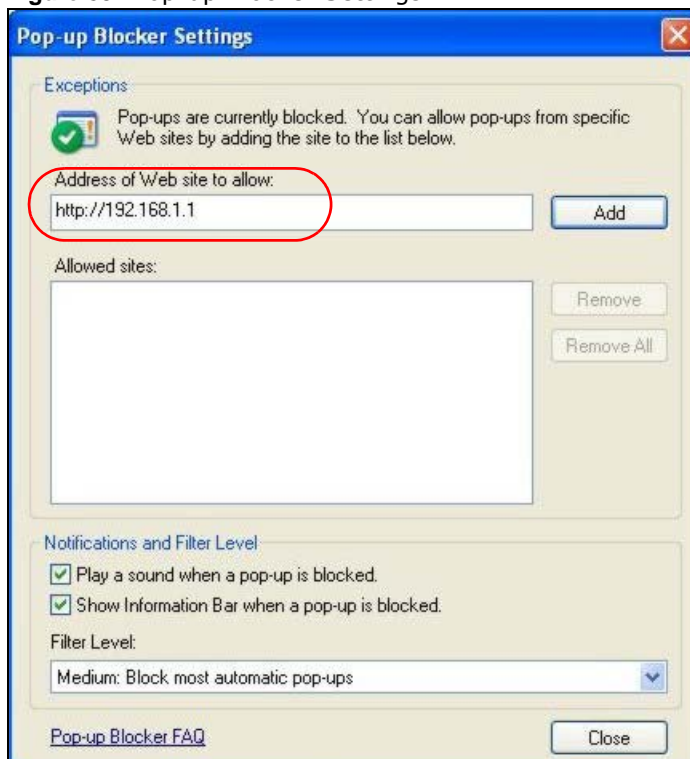 Pop-up Blocker Settings
Exceptions
Pop-ups are currently blocked. You can allow pop-ups from specific
Web sites by adding the site to the list below.
Address of Web site to allow:
http://192.168.1.1
Add
Allowed sites:
Remove
Remove All
Notifications and Filter Level
Play a sound when a pop-up is blocked.
Show Information Bar when a pop-up is blocked.
Filter Level:
Medium: Block most automatic pop-ups
Pop-up Blocker FAQ
Close